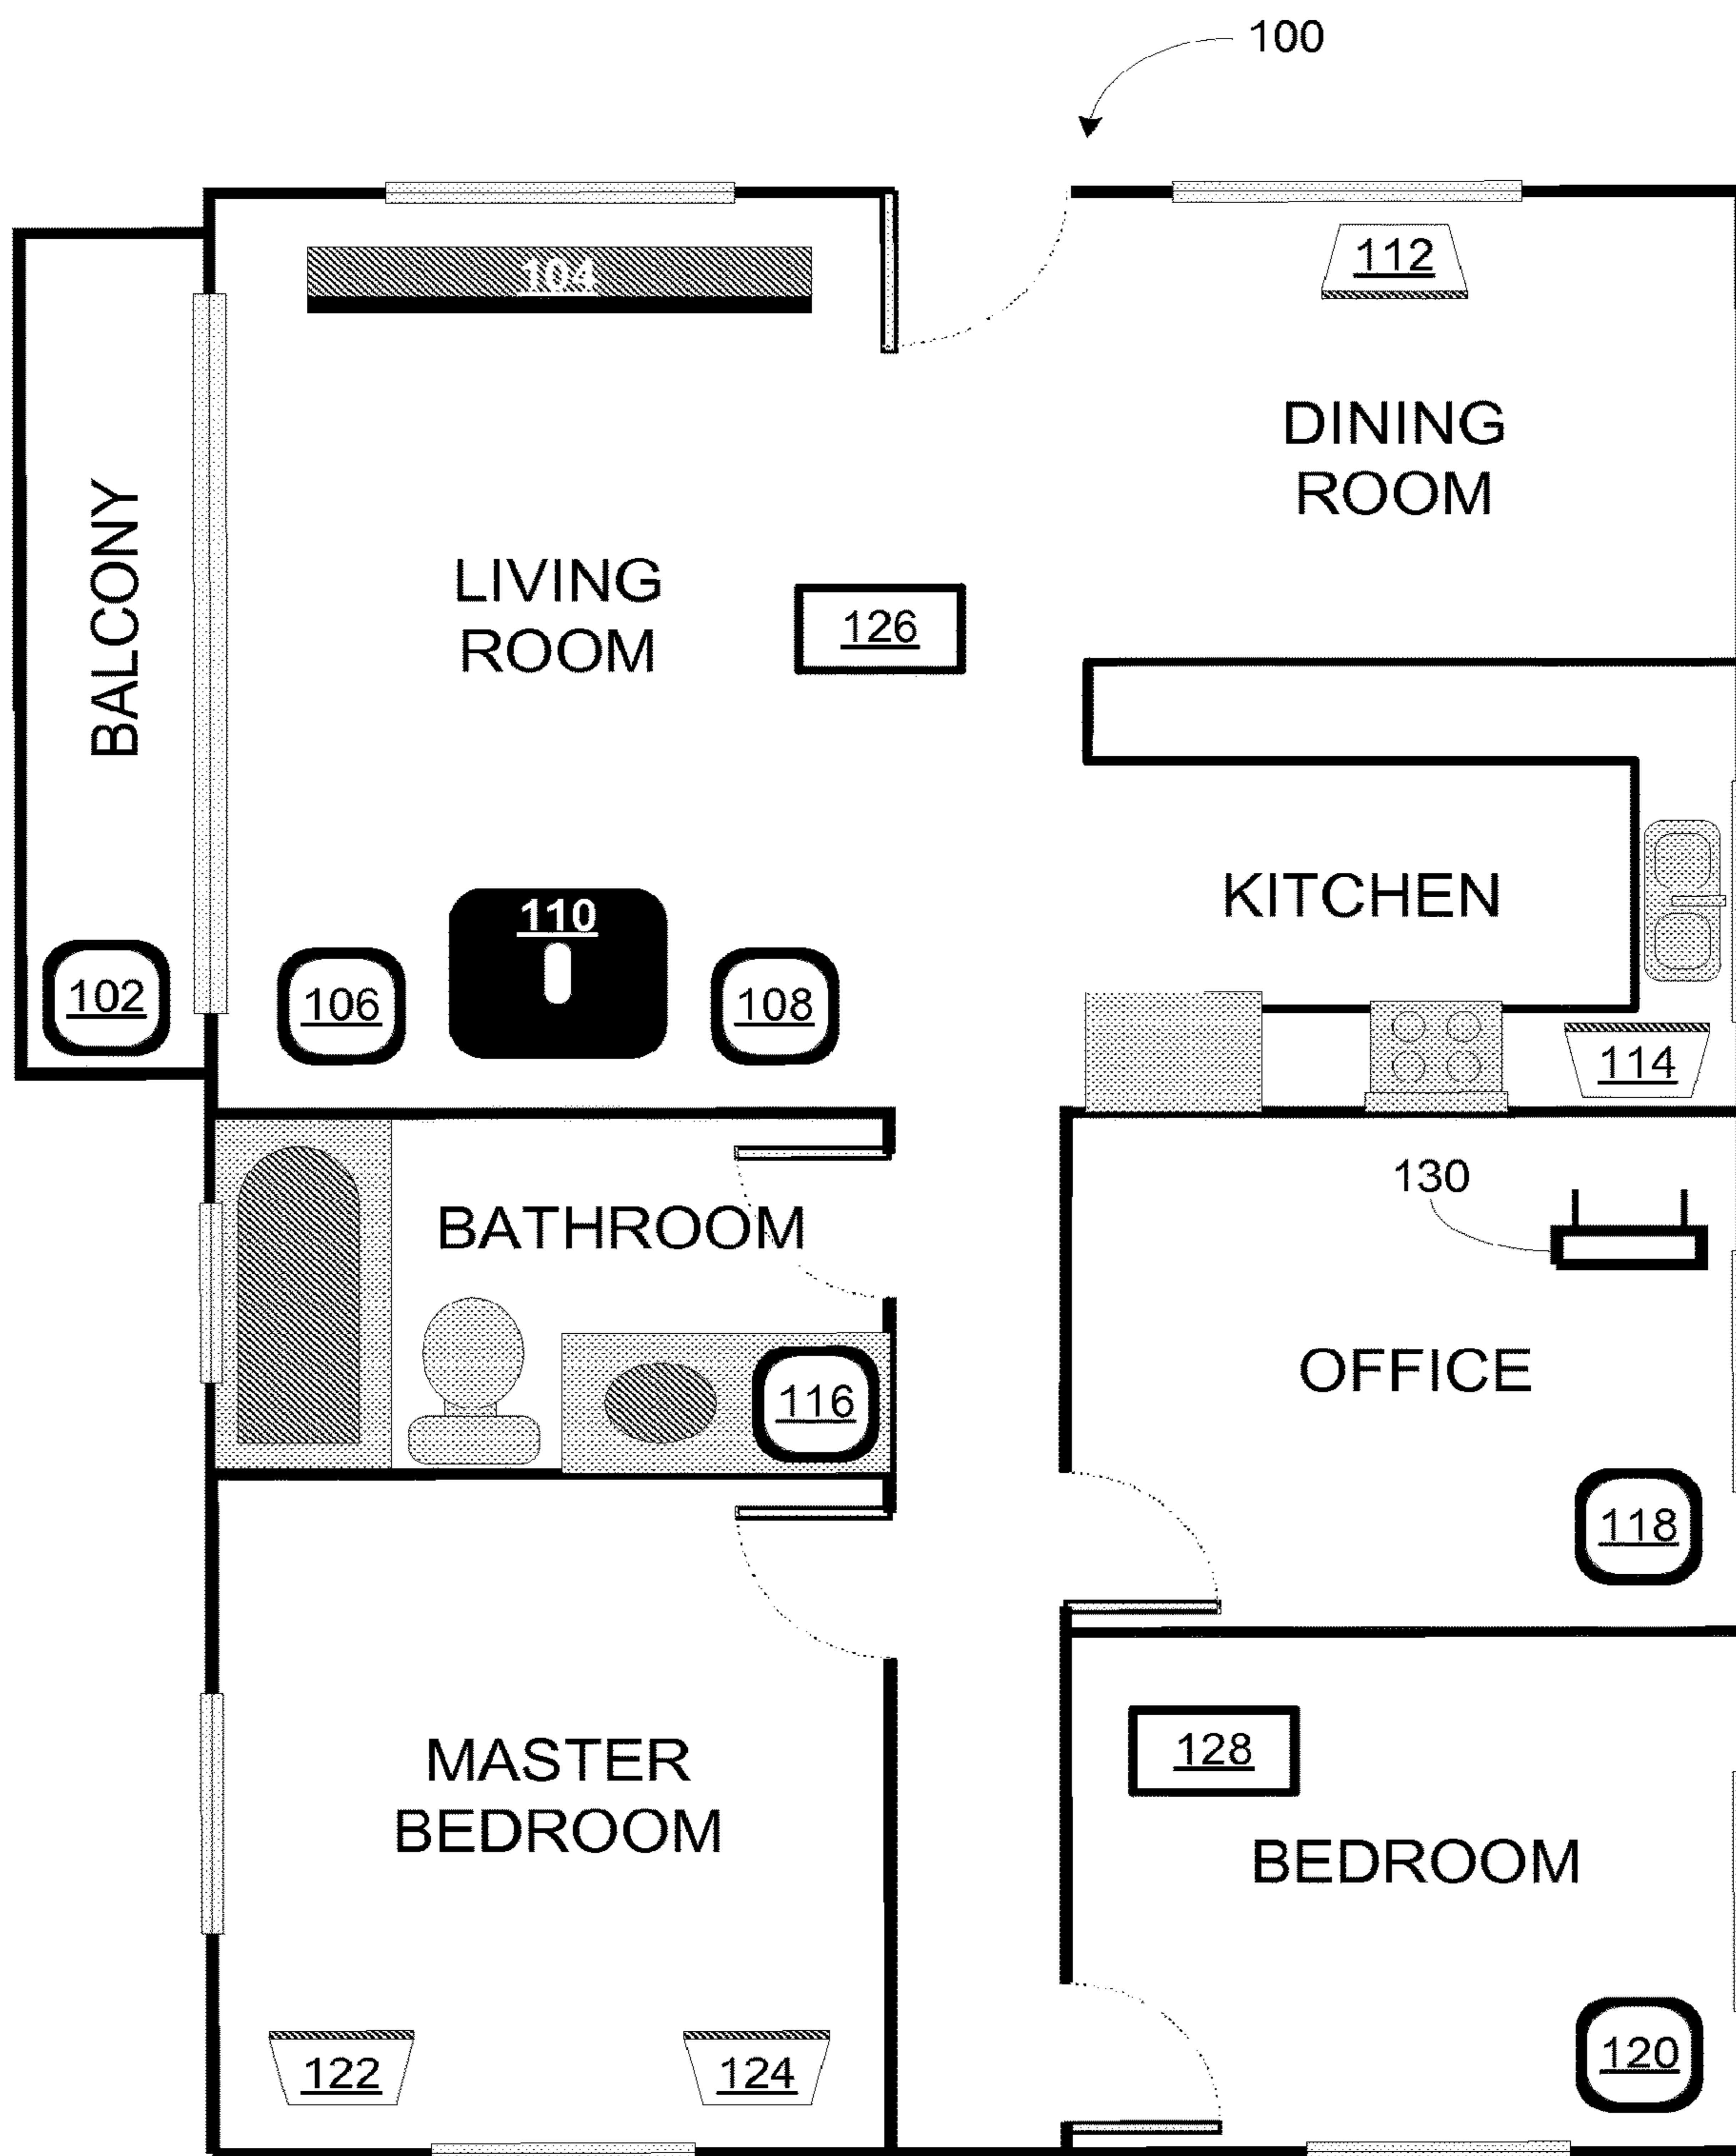 100
104
112
DINING
ROOM
BALCONY
LIVING
ROOM
126
KITCHEN
110
102
106
108
114
130
BATHROOM
OFFICE
116
118
128
MASTER
BEDROOM
BEDROOM
122
124
120